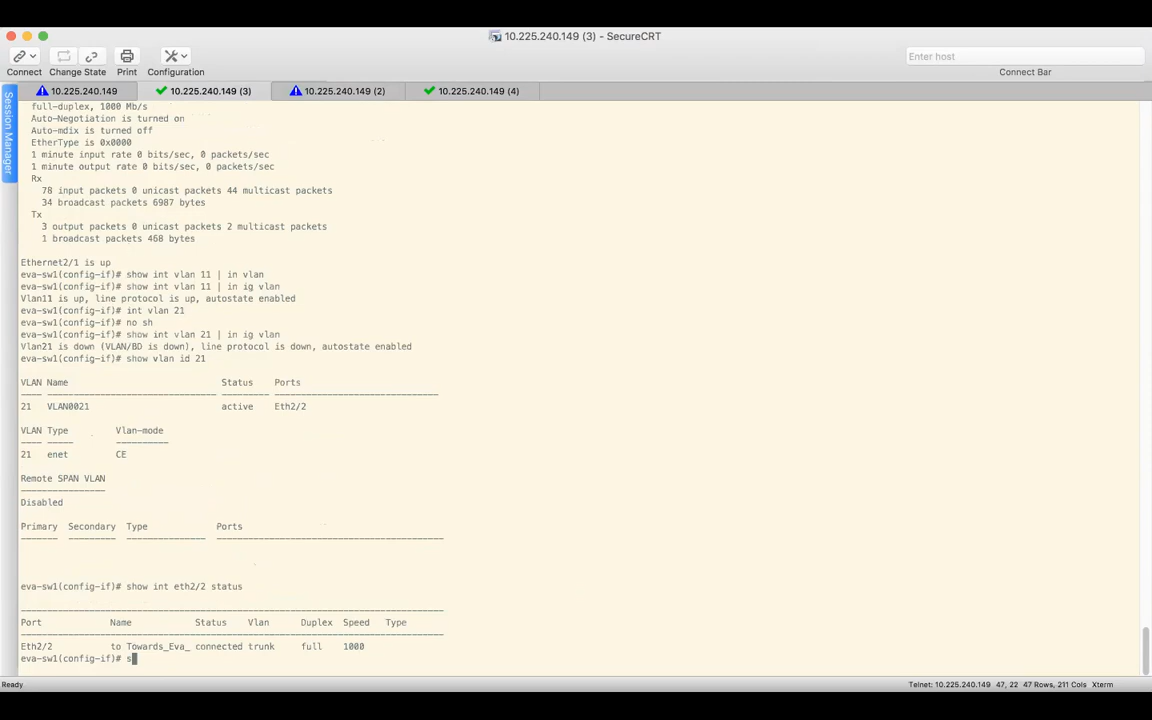 10.225.240.149 (3) - SecureCRT
Connect Change State Print Configuration
Enter host
Connect Bar
Session Manager
10.225.240.149
10.225.240.149 (3)
10.225.240.149 (2)
10.225.240.149 (4)
full-duplex, 1000 Mb/s
Auto-Negotiation is turned on
Auto-mdix is turned off
EtherType is 0x0000
1 minute input rate 0 bits/sec, 0 packets/sec
1 minute output rate 0 bits/sec, 0 packets/sec
Rx
78 input packets 0 unicast packets 44 multicast packets
34 broadcast packets 6987 bytes
Tx
3 output packets 0 unicast packets 2 multicast packets
1 broadcast packets 468 bytes
Ethernet2/1 is up
eva-sw1(config-if)# show int vlan 11 | in vlan
eva-sw1(config-if)# show int vlan 11 | in ig vlan
Vlan11 is up, line protocol is up, autostate enabled
eva-sw1(config-if)# int vlan 21
eva-sw1(config-if)# no sh
eva-sw1(config-if)# show int vlan 21 | in ig vlan
Vlan21 is down (VLAN/BD is down), line protocol is down, autostate enabled
eva-sw1(config-if)# show vlan id 21
VLAN Name Status Ports
---- -------------------------------- --------- -------------------------------
21 VLAN0021 active Eth2/2
VLAN Type Vlan-mode
---- ----- ----------
21 enet CE
Remote SPAN VLAN
----------------
Disabled
Primary Secondary Type Ports
------- --------- --------------- -------------------------------------------
eva-sw1(config-if)# show int eth2/2 status
--------------------------------------------------------------------------------
Port Name Status Vlan Duplex Speed Type
--------------------------------------------------------------------------------
Eth2/2 to Towards_Eva_ connected trunk full 1000
eva-sw1(config-if)# s
Ready
Telnet: 10.225.240.149 47, 22 47 Rows, 211 Cols Xterm